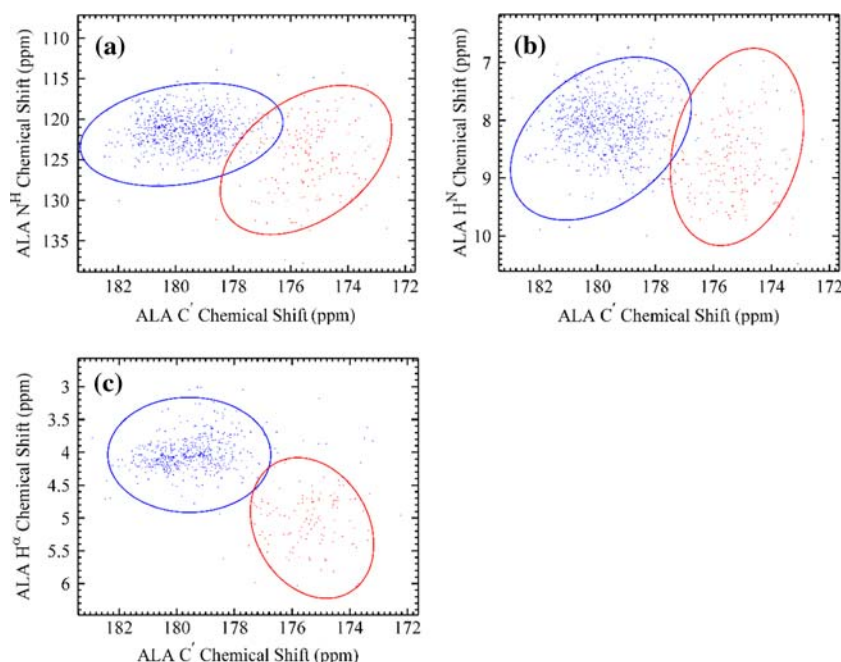 (a)
110
115
120
125
130
135
ALA N^H Chemical Shift (ppm)
182 180 178 176 174 172
ALA C′ Chemical Shift (ppm)
(b)
7
8
9
10
ALA H^N Chemical Shift (ppm)
182 180 178 176 174 172
ALA C′ Chemical Shift (ppm)
(c)
3
3.5
4
4.5
5
5.5
6
ALA H^α Chemical Shift (ppm)
182 180 178 176 174 172
ALA C′ Chemical Shift (ppm)